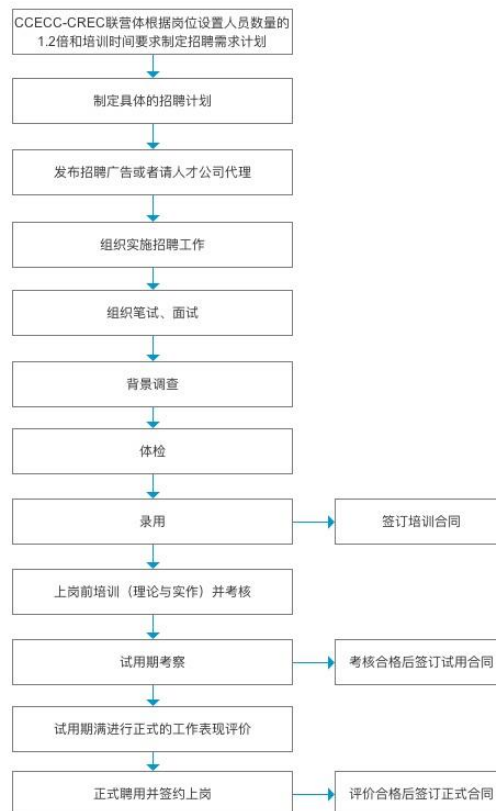 CCECC-CREC联营体根据岗位设置人员数量的
1.2倍和培训时间要求制定招聘需求计划
制定具体的招聘计划
发布招聘广告或者请人才公司代理
组织实施招聘工作
组织笔试、面试
背景调查
体检
录用
签订培训合同
上岗前培训（理论与实作）并考核
试用期考察
考核合格后签订试用合同
试用期满进行正式的工作表现评价
正式聘用并签约上岗
评价合格后签订正式合同